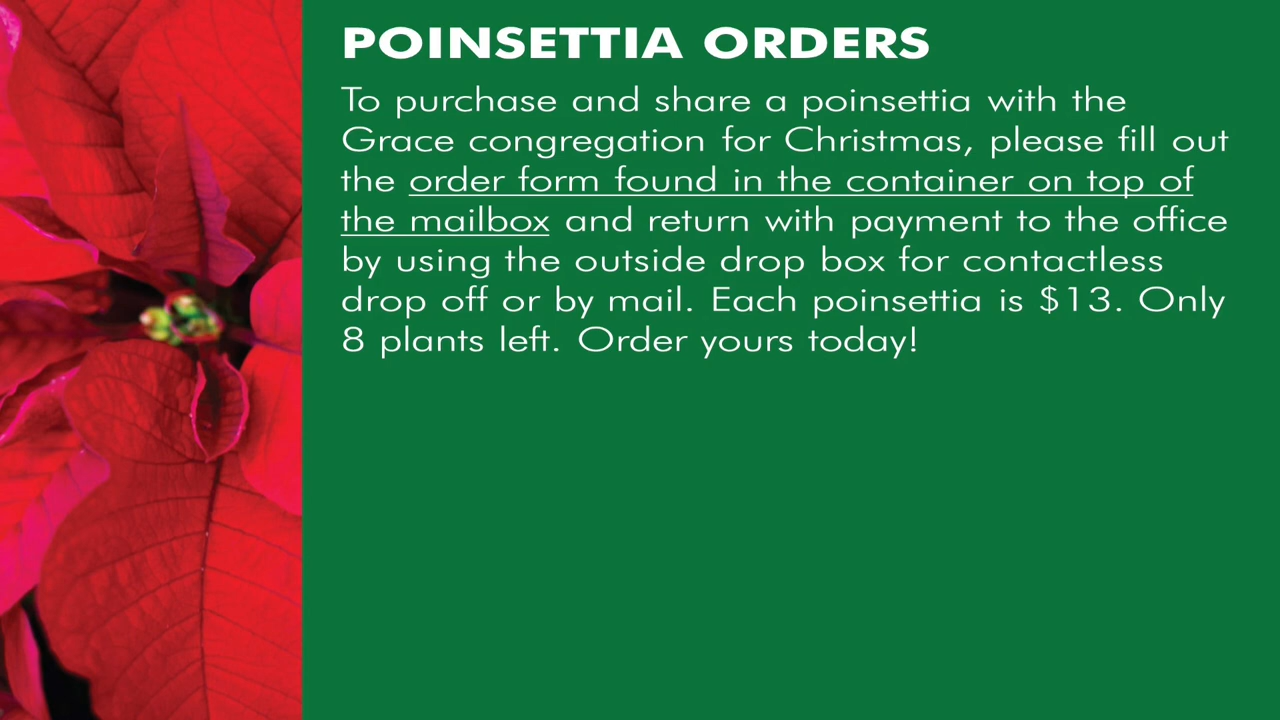 POINSETTIA ORDERS
To purchase and share a poinsettia with the
Grace congregation for Christmas, please fill out
the order form found in the container on top of
the mailbox and return with payment to the office
by using the outside drop box for contactless
drop off or by mail. Each poinsettia is $13. Only
8 plants left. Order yours today!